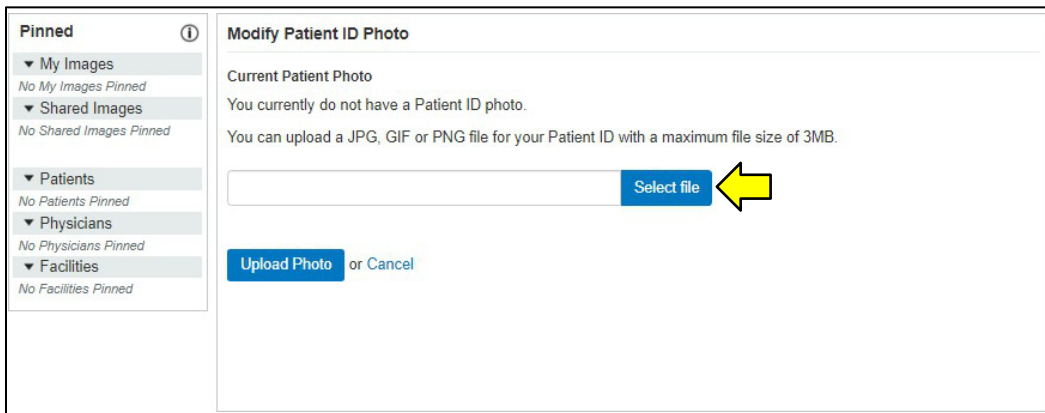 Pinned
▼ My Images
No My Images Pinned
▼ Shared Images
No Shared Images Pinned
▼ Patients
No Patients Pinned
▼ Physicians
No Physicians Pinned
▼ Facilities
No Facilities Pinned
Modify Patient ID Photo
Current Patient Photo
You currently do not have a Patient ID photo.
You can upload a JPG, GIF or PNG file for your Patient ID with a maximum file size of 3MB.
Select file
Upload Photo or Cancel